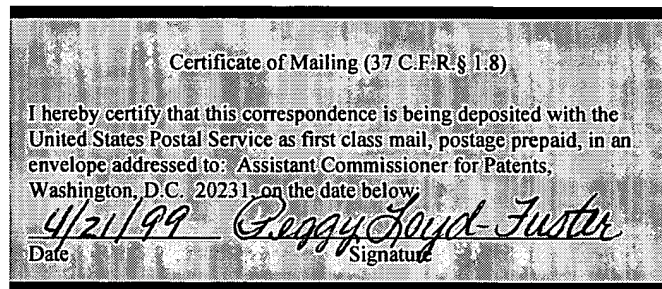 Certificate of Mailing (37 C.F.R.§ 1.8)
I hereby certify that this correspondence is being deposited with the
United States Postal Service as first class mail, postage prepaid, in an
envelope addressed to: Assistant Commissioner for Patents,
Washington, D.C. 20231, on the date below:
4/21/99 Peggy Loyd-Fuster
Date Signature